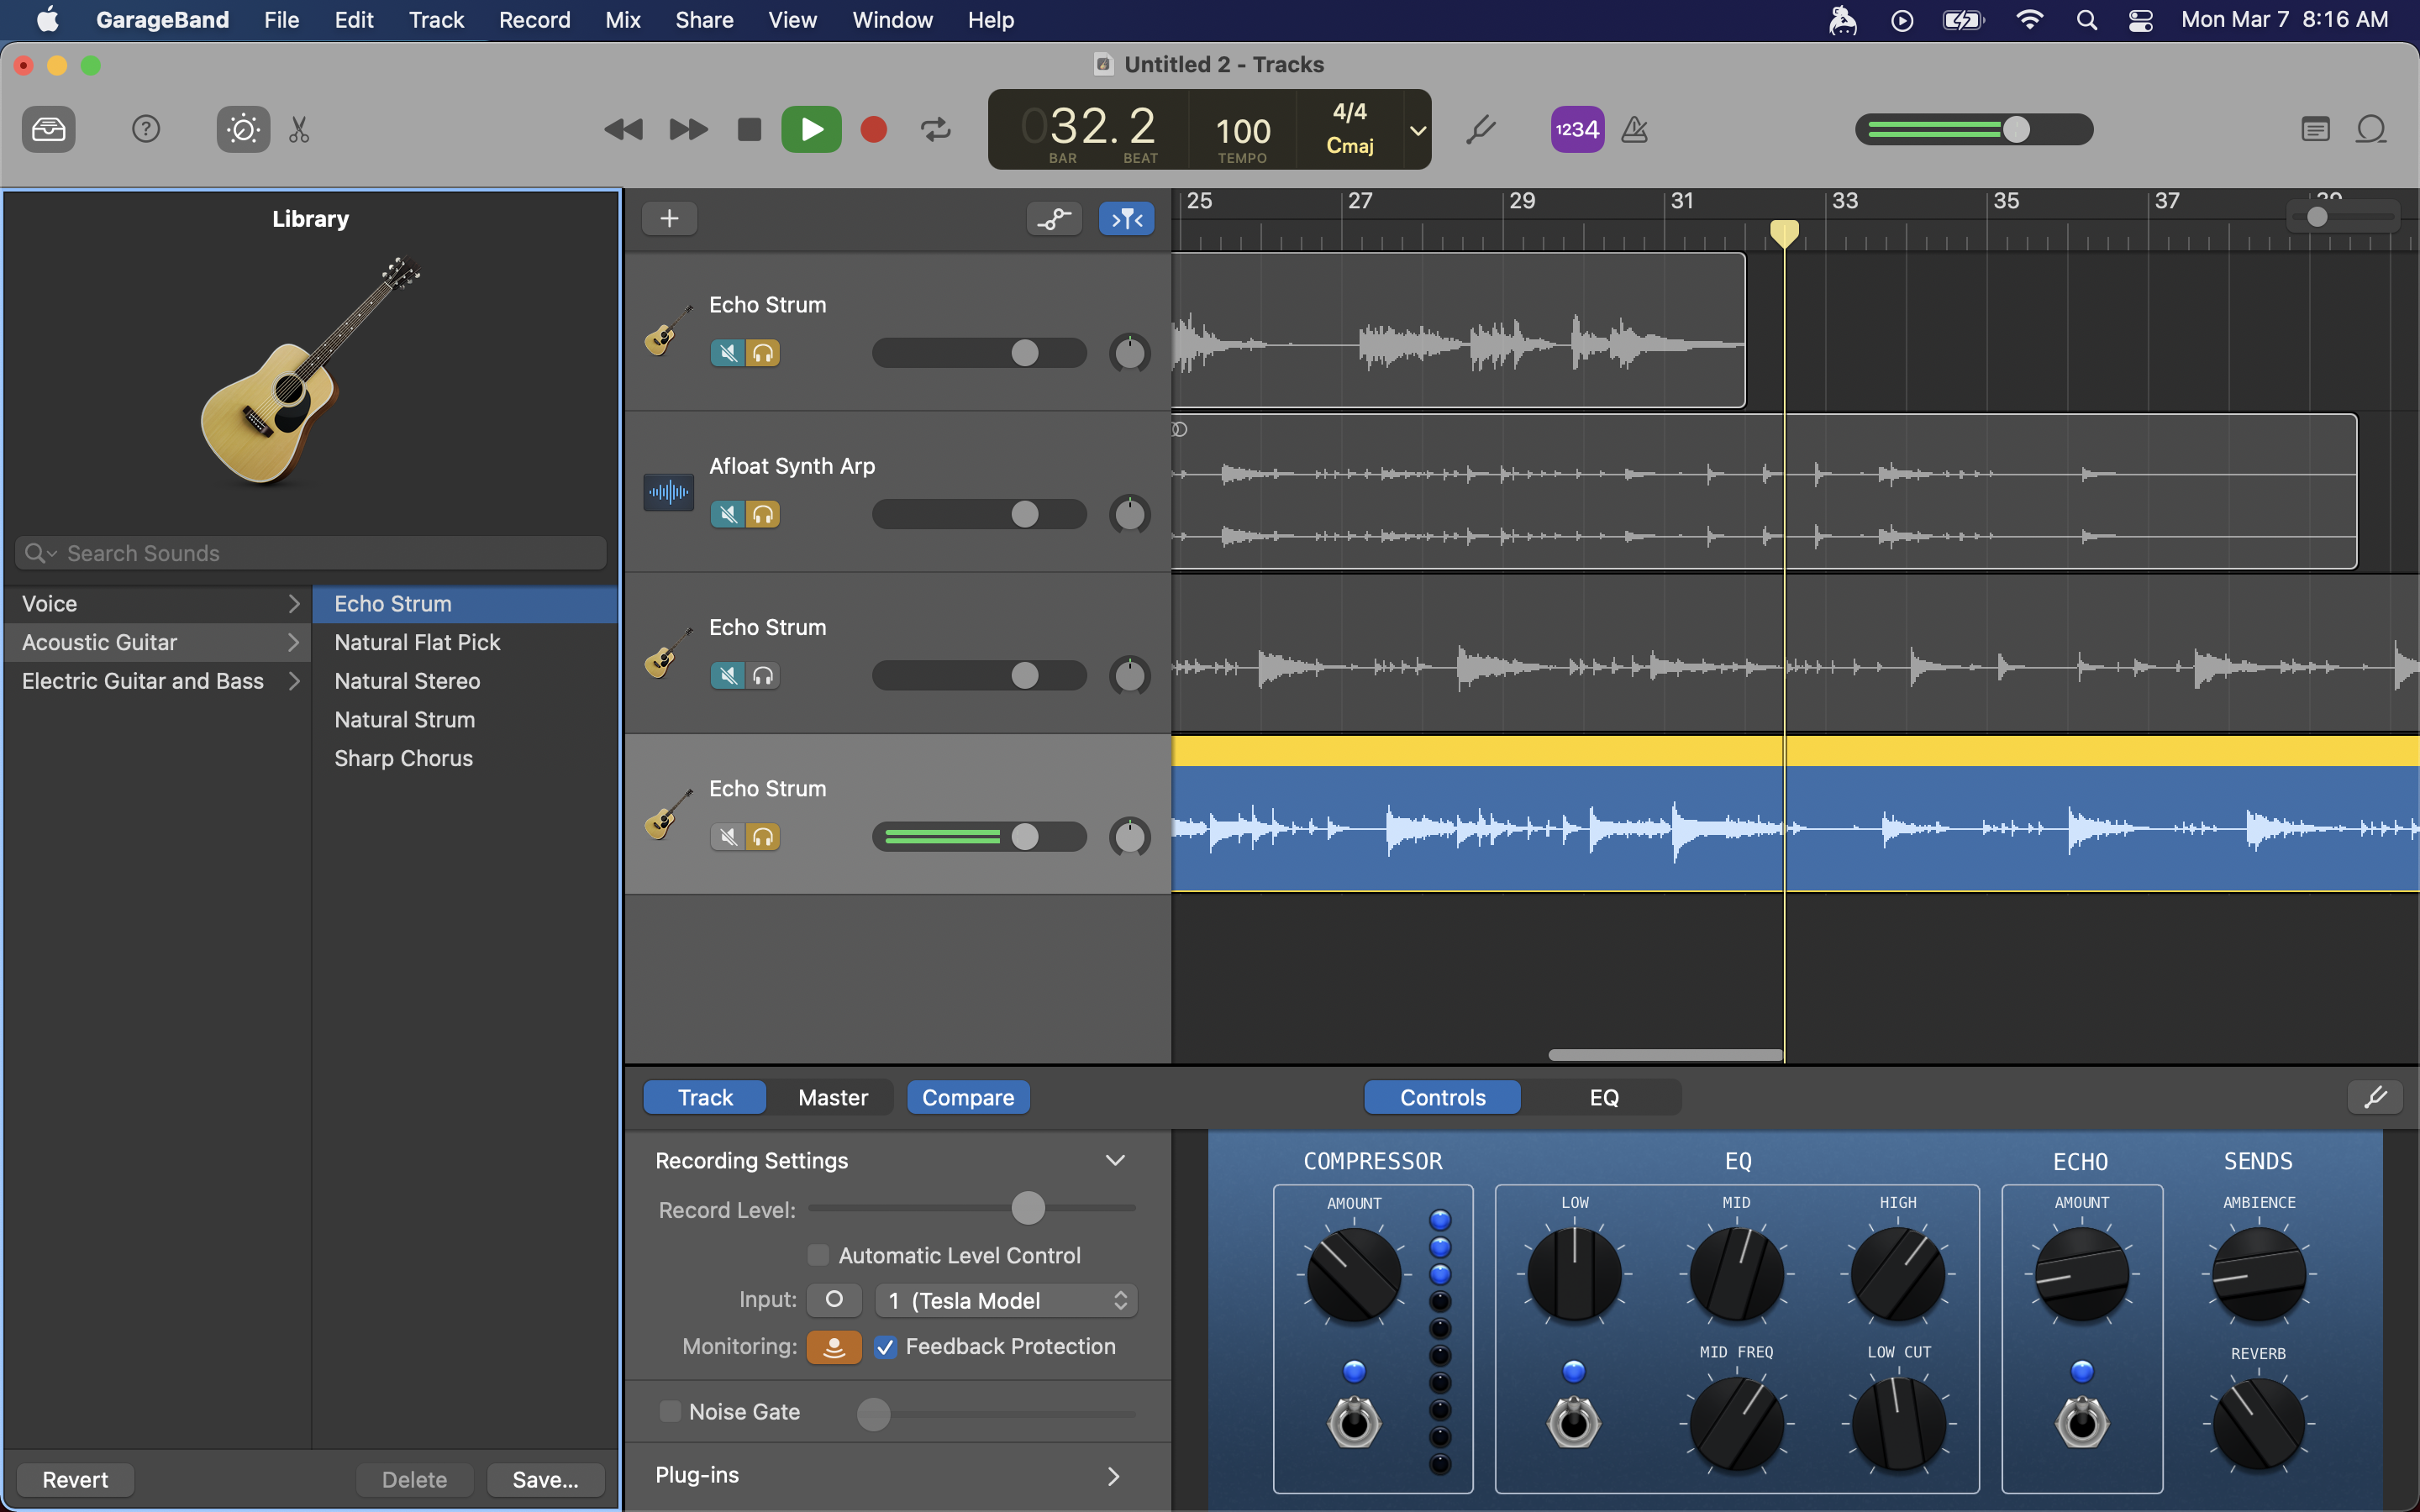 GarageBand File Edit Track Record Mix Share View Window Help Mon Mar 7 8:16 AM
Untitled 2 - Tracks
032.2 100 4/4
Cmaj
BAR BEAT TEMPO
1234
Library
25 27 29 31 33 35 37 39
Echo Strum
Afloat Synth Arp
Search Sounds
Voice Echo Strum
Acoustic Guitar Natural Flat Pick
Electric Guitar and Bass Natural Stereo
Natural Strum
Sharp Chorus
Echo Strum
Echo Strum
Track Master Compare Controls EQ
Recording Settings
Record Level:
Automatic Level Control
Input: 1 (Tesla Model
Monitoring: Feedback Protection
Noise Gate
Plug-ins
COMPRESSOR EQ ECHO SENDS
AMOUNT LOW MID HIGH AMOUNT AMBIENCE
MID FREQ LOW CUT REVERB
Revert Delete Save...